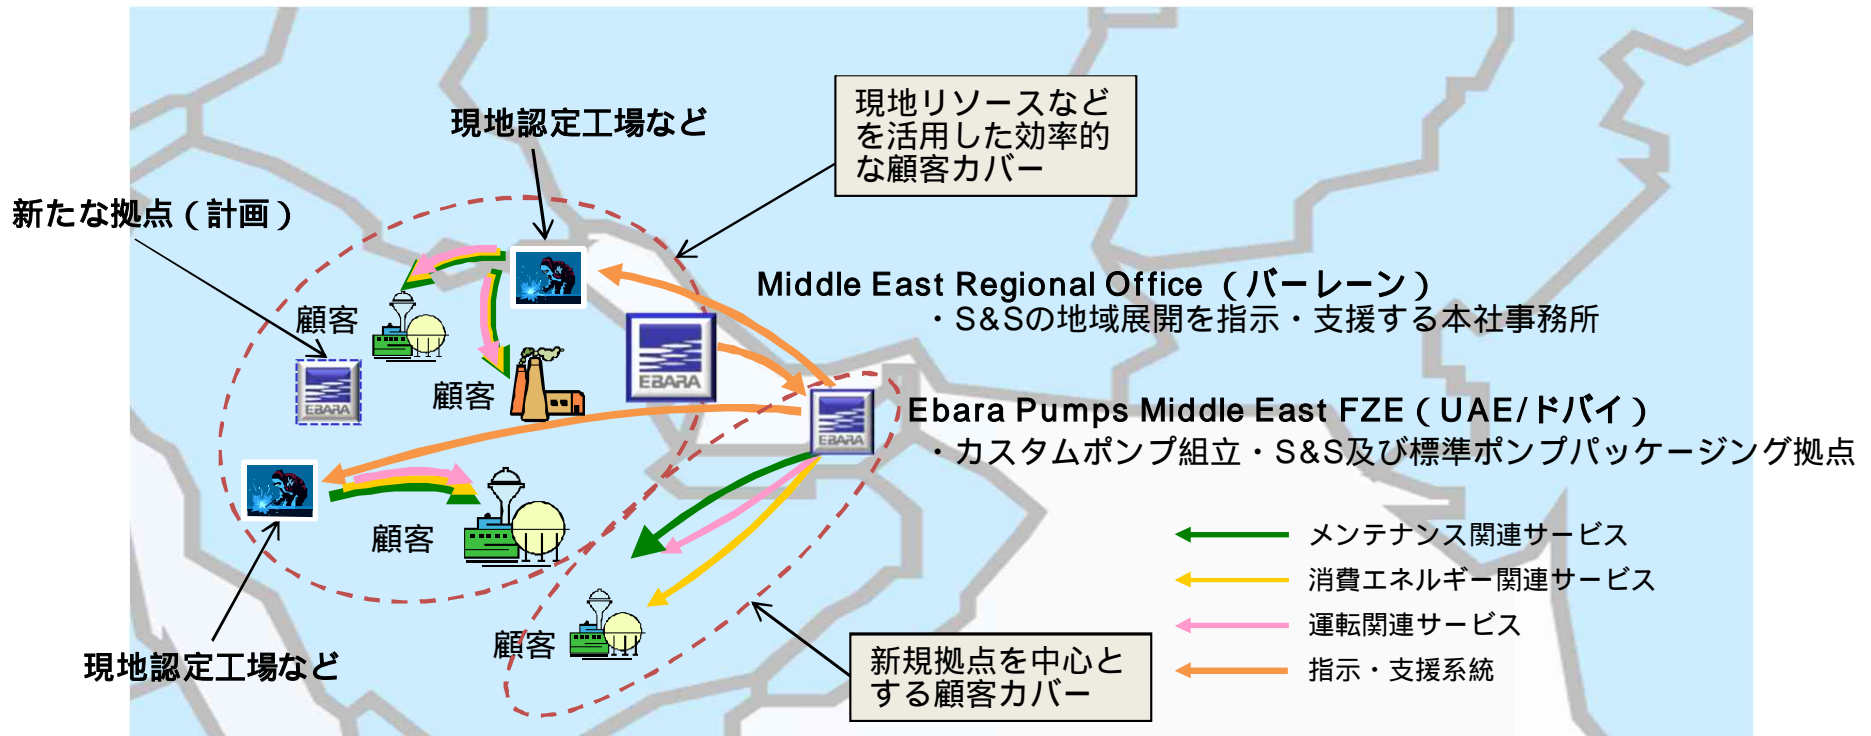 現地リソースなど
を活用した効率的
な顧客カバー
現地認定工場など
新たな拠点（計画）
Middle East Regional Office （バーレーン）
・S&Sの地域展開を指示・支援する本社事務所
顧客
EBARA
顧客
EBARA
Ebara Pumps Middle East FZE（UAE/ドバイ）
・カスタムポンプ組立・S&S及び標準ポンプパッケージング拠点
EBARA
顧客
メンテナンス関連サービス
消費エネルギー関連サービス
運転関連サービス
指示・支援系統
顧客
現地認定工場など
新規拠点を中心と
する顧客カバー